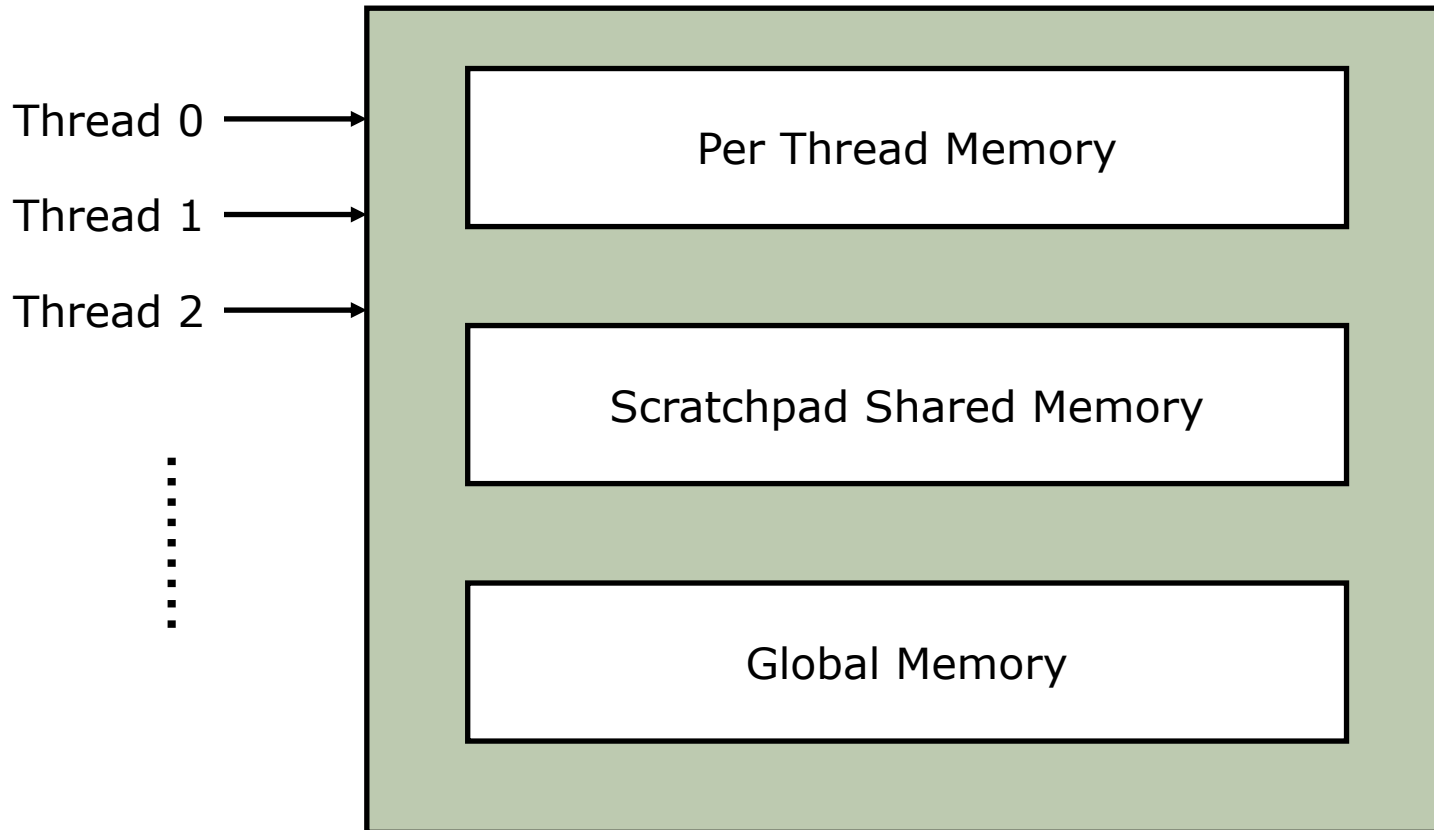 Thread 0
Thread 1
Thread 2
Per Thread Memory
Scratchpad Shared Memory
Global Memory